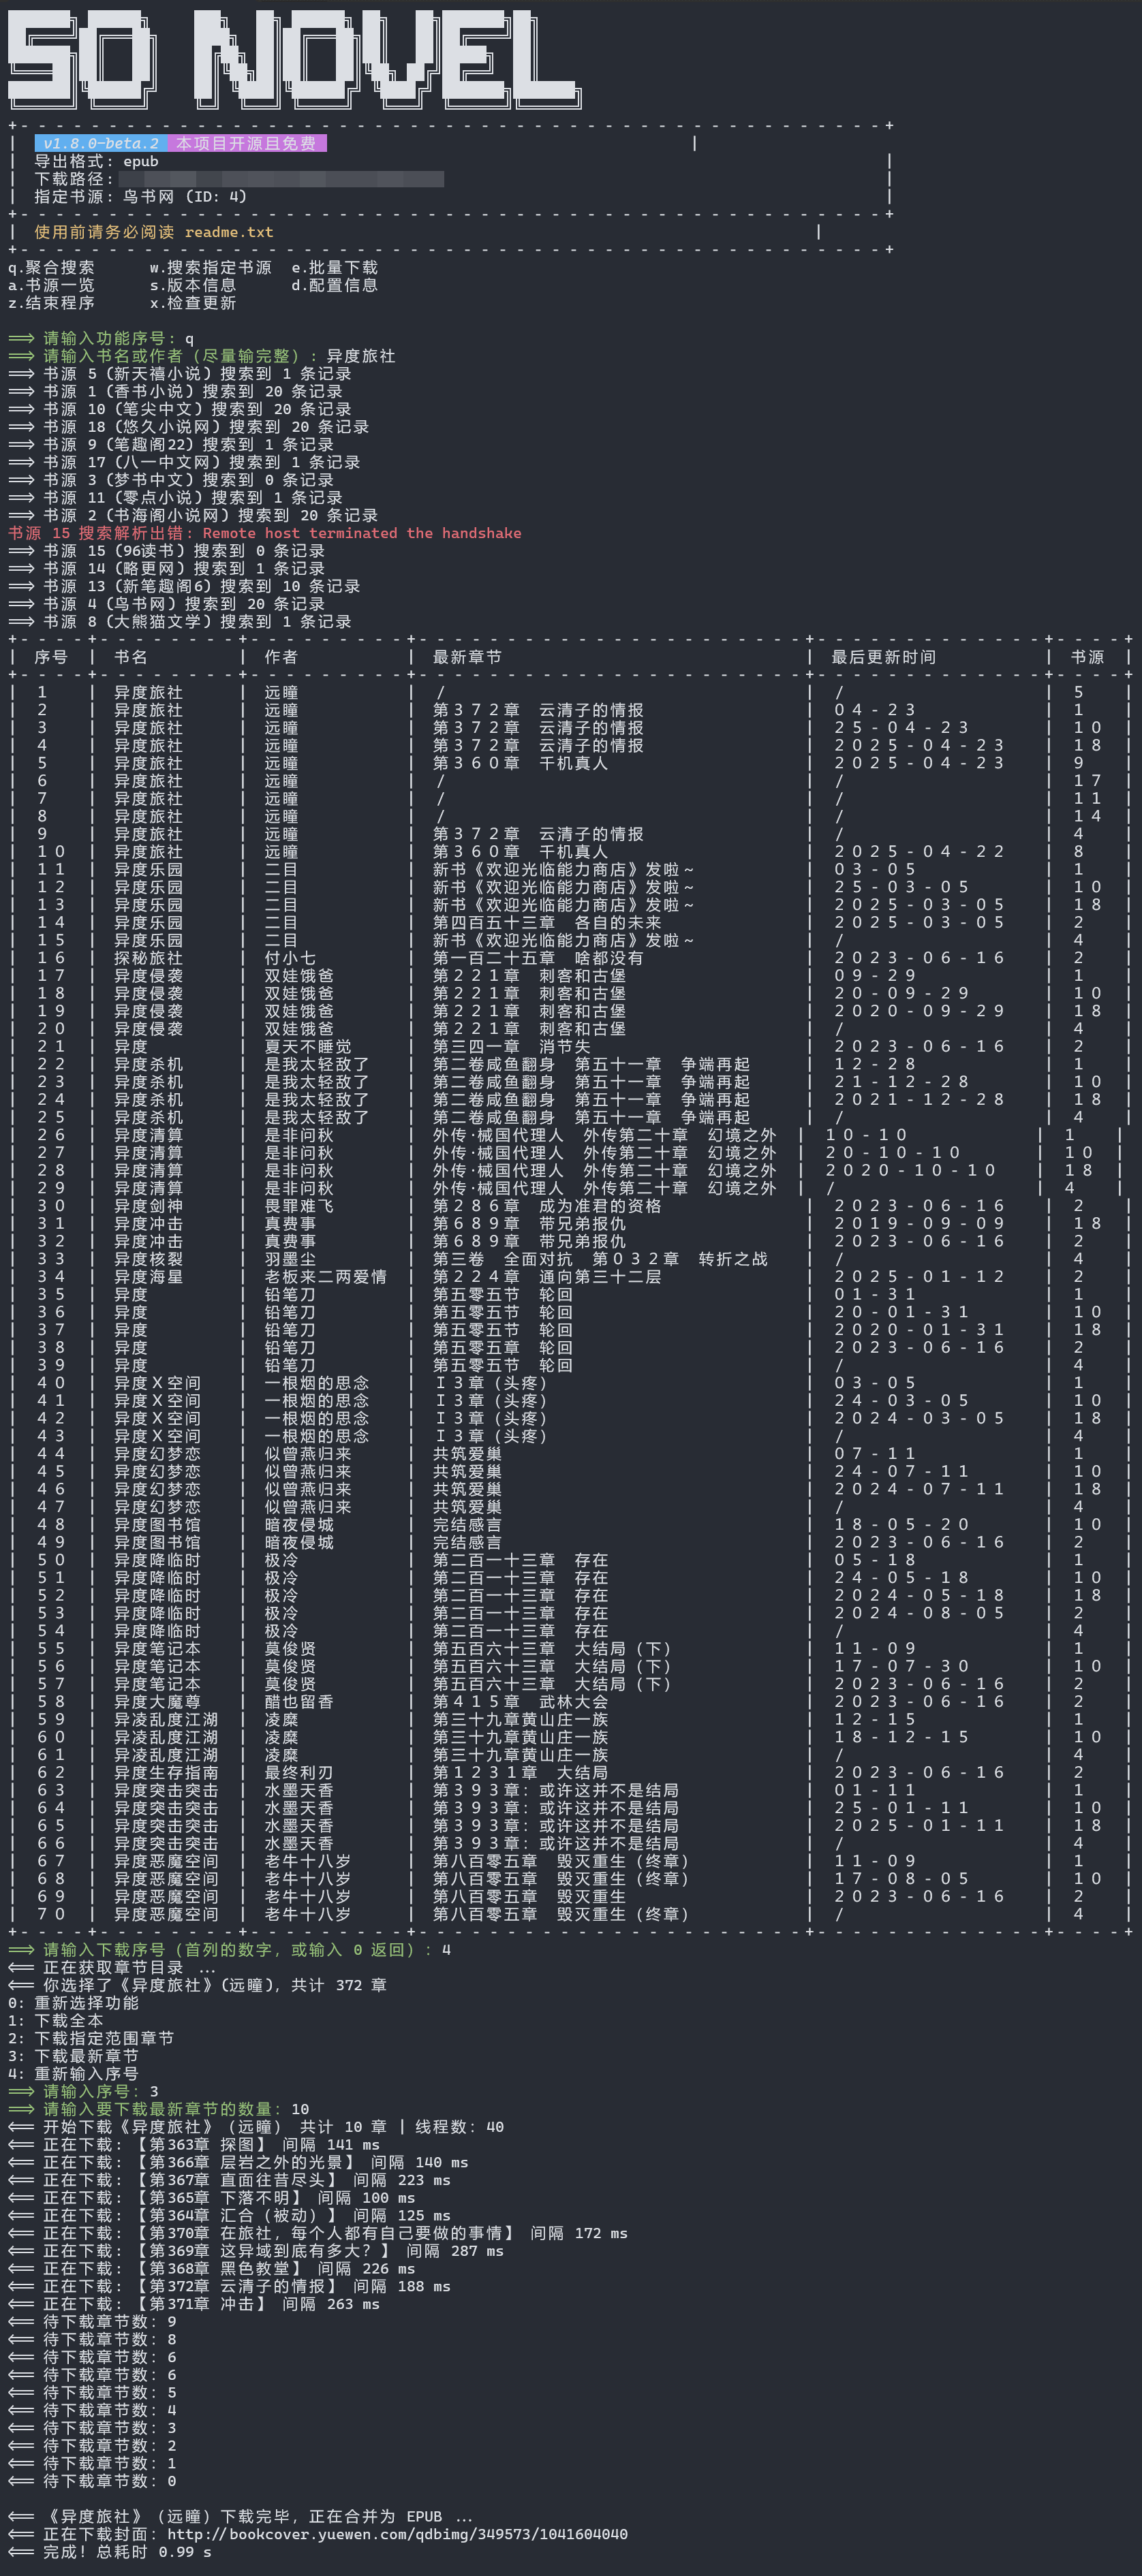 SO NOVEL
v1.8.0-beta.2 本项目开源且免费
导出格式: epub
下载路径:
指定书源: 鸟书网 (ID: 4)
使用前请务必阅读 readme.txt
q.聚合搜索 w.搜索指定书源 e.批量下载
a.书源一览 s.版本信息 d.配置信息
z.结束程序 x.检查更新
==> 请输入功能序号: q
==> 请输入书名或作者（尽量输完整）: 异度旅社
==> 书源 5 (新天禧小说) 搜索到 1 条记录
==> 书源 1 (香书小说) 搜索到 20 条记录
==> 书源 10 (笔尖中文) 搜索到 20 条记录
==> 书源 18 (悠久小说网) 搜索到 20 条记录
==> 书源 9 (笔趣阁22) 搜索到 1 条记录
==> 书源 17 (八一中文网) 搜索到 1 条记录
==> 书源 3 (梦书中文) 搜索到 0 条记录
==> 书源 11 (零点小说) 搜索到 1 条记录
==> 书源 2 (书海阁小说网) 搜索到 20 条记录
书源 15 搜索解析出错: Remote host terminated the handshake
==> 书源 15 (96读书) 搜索到 0 条记录
==> 书源 14 (略更网) 搜索到 1 条记录
==> 书源 13 (新笔趣阁6) 搜索到 10 条记录
==> 书源 4 (鸟书网) 搜索到 20 条记录
==> 书源 8 (大熊猫文学) 搜索到 1 条记录
| 序号 | 书名 | 作者 | 最新章节 | 最后更新时间 | 书源 |
| 1 | 异度旅社 | 远瞳 | / | / | 5 |
| 2 | 异度旅社 | 远瞳 | 第372章 云清子的情报 | 04-23 | 1 |
| 3 | 异度旅社 | 远瞳 | 第372章 云清子的情报 | 25-04-23 | 10 |
| 4 | 异度旅社 | 远瞳 | 第372章 云清子的情报 | 2025-04-23 | 18 |
| 5 | 异度旅社 | 远瞳 | 第360章 千机真人 | 2025-04-23 | 9 |
| 6 | 异度旅社 | 远瞳 | / | / | 17 |
| 7 | 异度旅社 | 远瞳 | / | / | 11 |
| 8 | 异度旅社 | 远瞳 | / | / | 14 |
| 9 | 异度旅社 | 远瞳 | 第372章 云清子的情报 | / | 4 |
| 10 | 异度旅社 | 远瞳 | 第360章 千机真人 | 2025-04-22 | 8 |
| 11 | 异度乐园 | 二目 | 新书《欢迎光临能力商店》发啦～ | 03-05 | 1 |
| 12 | 异度乐园 | 二目 | 新书《欢迎光临能力商店》发啦～ | 25-03-05 | 10 |
| 13 | 异度乐园 | 二目 | 新书《欢迎光临能力商店》发啦～ | 2025-03-05 | 18 |
| 14 | 异度乐园 | 二目 | 第四百五十三章 各自的未来 | 2025-03-05 | 2 |
| 15 | 异度乐园 | 二目 | 新书《欢迎光临能力商店》发啦～ | / | 4 |
| 16 | 探秘旅社 | 付小七 | 第一百二十五章 啥都没有 | 2023-06-16 | 2 |
| 17 | 异度侵袭 | 双娃饿爸 | 第221章 刺客和古堡 | 09-29 | 1 |
| 18 | 异度侵袭 | 双娃饿爸 | 第221章 刺客和古堡 | 20-09-29 | 10 |
| 19 | 异度侵袭 | 双娃饿爸 | 第221章 刺客和古堡 | 2020-09-29 | 18 |
| 20 | 异度侵袭 | 双娃饿爸 | 第221章 刺客和古堡 | / | 4 |
| 21 | 异度 | 夏天不睡觉 | 第三四一章 消节失 | 2023-06-16 | 2 |
| 22 | 异度杀机 | 是我太轻敌了 | 第二卷咸鱼翻身 第五十一章 争端再起 | 12-28 | 1 |
| 23 | 异度杀机 | 是我太轻敌了 | 第二卷咸鱼翻身 第五十一章 争端再起 | 21-12-28 | 10 |
| 24 | 异度杀机 | 是我太轻敌了 | 第二卷咸鱼翻身 第五十一章 争端再起 | 2021-12-28 | 18 |
| 25 | 异度杀机 | 是我太轻敌了 | 第二卷咸鱼翻身 第五十一章 争端再起 | / | 4 |
| 26 | 异度清算 | 是非问秋 | 外传·械国代理人 外传第二十章 幻境之外 | 10-10 | 1 |
| 27 | 异度清算 | 是非问秋 | 外传·械国代理人 外传第二十章 幻境之外 | 20-10-10 | 10 |
| 28 | 异度清算 | 是非问秋 | 外传·械国代理人 外传第二十章 幻境之外 | 2020-10-10 | 18 |
| 29 | 异度清算 | 是非问秋 | 外传·械国代理人 外传第二十章 幻境之外 | / | 4 |
| 30 | 异度剑神 | 畏罪难飞 | 第286章 成为准君的资格 | 2023-06-16 | 2 |
| 31 | 异度冲击 | 真费事 | 第689章 带兄弟报仇 | 2019-09-09 | 18 |
| 32 | 异度冲击 | 真费事 | 第689章 带兄弟报仇 | 2023-06-16 | 2 |
| 33 | 异度核裂 | 羽墨尘 | 第三卷 全面对抗 第032章 转折之战 | / | 4 |
| 34 | 异度海星 | 老板来二两爱情 | 第224章 通向第三十二层 | 2025-01-12 | 2 |
| 35 | 异度 | 铅笔刀 | 第五零五节 轮回 | 01-31 | 1 |
| 36 | 异度 | 铅笔刀 | 第五零五节 轮回 | 20-01-31 | 10 |
| 37 | 异度 | 铅笔刀 | 第五零五节 轮回 | 2020-01-31 | 18 |
| 38 | 异度 | 铅笔刀 | 第五零五章 轮回 | 2023-06-16 | 2 |
| 39 | 异度 | 铅笔刀 | 第五零五节 轮回 | / | 4 |
| 40 | 异度X空间 | 一根烟的思念 | I3章（头疼） | 03-05 | 1 |
| 41 | 异度X空间 | 一根烟的思念 | I3章（头疼） | 24-03-05 | 10 |
| 42 | 异度X空间 | 一根烟的思念 | I3章（头疼） | 2024-03-05 | 18 |
| 43 | 异度X空间 | 一根烟的思念 | I3章（头疼） | / | 4 |
| 44 | 异度幻梦恋 | 似曾燕归来 | 共筑爱巢 | 07-11 | 1 |
| 45 | 异度幻梦恋 | 似曾燕归来 | 共筑爱巢 | 24-07-11 | 10 |
| 46 | 异度幻梦恋 | 似曾燕归来 | 共筑爱巢 | 2024-07-11 | 18 |
| 47 | 异度幻梦恋 | 似曾燕归来 | 共筑爱巢 | / | 4 |
| 48 | 异度图书馆 | 暗夜侵城 | 完结感言 | 18-05-20 | 10 |
| 49 | 异度图书馆 | 暗夜侵城 | 完结感言 | 2023-06-16 | 2 |
| 50 | 异度降临时 | 极冷 | 第二百一十三章 存在 | 05-18 | 1 |
| 51 | 异度降临时 | 极冷 | 第二百一十三章 存在 | 24-05-18 | 10 |
| 52 | 异度降临时 | 极冷 | 第二百一十三章 存在 | 2024-05-18 | 18 |
| 53 | 异度降临时 | 极冷 | 第二百一十三章 存在 | 2024-08-05 | 2 |
| 54 | 异度降临时 | 极冷 | 第二百一十三章 存在 | / | 4 |
| 55 | 异度笔记本 | 莫俊贤 | 第五百六十三章 大结局（下） | 11-09 | 1 |
| 56 | 异度笔记本 | 莫俊贤 | 第五百六十三章 大结局（下） | 17-07-30 | 10 |
| 57 | 异度笔记本 | 莫俊贤 | 第五百六十三章 大结局（下） | 2023-06-16 | 2 |
| 58 | 异度大魔尊 | 醋也留香 | 第415章 武林大会 | 2023-06-16 | 2 |
| 59 | 异凌乱度江湖 | 凌糜 | 第三十九章黄山庄一族 | 12-15 | 1 |
| 60 | 异凌乱度江湖 | 凌糜 | 第三十九章黄山庄一族 | 18-12-15 | 10 |
| 61 | 异凌乱度江湖 | 凌糜 | 第三十九章黄山庄一族 | / | 4 |
| 62 | 异度生存指南 | 最终利刃 | 第1231章 大结局 | 2023-06-16 | 2 |
| 63 | 异度突击突击 | 水墨天香 | 第393章：或许这并不是结局 | 01-11 | 1 |
| 64 | 异度突击突击 | 水墨天香 | 第393章：或许这并不是结局 | 25-01-11 | 10 |
| 65 | 异度突击突击 | 水墨天香 | 第393章：或许这并不是结局 | 2025-01-11 | 18 |
| 66 | 异度突击突击 | 水墨天香 | 第393章：或许这并不是结局 | / | 4 |
| 67 | 异度恶魔空间 | 老牛十八岁 | 第八百零五章 毁灭重生（终章） | 11-09 | 1 |
| 68 | 异度恶魔空间 | 老牛十八岁 | 第八百零五章 毁灭重生（终章） | 17-08-05 | 10 |
| 69 | 异度恶魔空间 | 老牛十八岁 | 第八百零五章 毁灭重生 | 2023-06-16 | 2 |
| 70 | 异度恶魔空间 | 老牛十八岁 | 第八百零五章 毁灭重生（终章） | / | 4 |
==> 请输入下载序号（首列的数字，或输入 0 返回）: 4
<== 正在获取章节目录 ...
<== 你选择了《异度旅社》(远瞳)，共计 372 章
0: 重新选择功能
1: 下载全本
2: 下载指定范围章节
3: 下载最新章节
4: 重新输入序号
==> 请输入序号: 3
==> 请输入要下载最新章节的数量: 10
<== 开始下载《异度旅社》（远瞳） 共计 10 章 | 线程数: 40
<== 正在下载: 【第363章 探图】 间隔 141 ms
<== 正在下载: 【第366章 层岩之外的光景】 间隔 140 ms
<== 正在下载: 【第367章 直面往昔尽头】 间隔 223 ms
<== 正在下载: 【第365章 下落不明】 间隔 100 ms
<== 正在下载: 【第364章 汇合（被动）】 间隔 125 ms
<== 正在下载: 【第370章 在旅社，每个人都有自己要做的事情】 间隔 172 ms
<== 正在下载: 【第369章 这异域到底有多大？】 间隔 287 ms
<== 正在下载: 【第368章 黑色教堂】 间隔 226 ms
<== 正在下载: 【第372章 云清子的情报】 间隔 188 ms
<== 正在下载: 【第371章 冲击】 间隔 263 ms
<== 待下载章节数: 9
<== 待下载章节数: 8
<== 待下载章节数: 6
<== 待下载章节数: 6
<== 待下载章节数: 5
<== 待下载章节数: 4
<== 待下载章节数: 3
<== 待下载章节数: 2
<== 待下载章节数: 1
<== 待下载章节数: 0
<== 《异度旅社》（远瞳）下载完毕，正在合并为 EPUB ...
<== 正在下载封面: http://bookcover.yuewen.com/qdbimg/349573/1041604040
<== 完成！总耗时 0.99 s